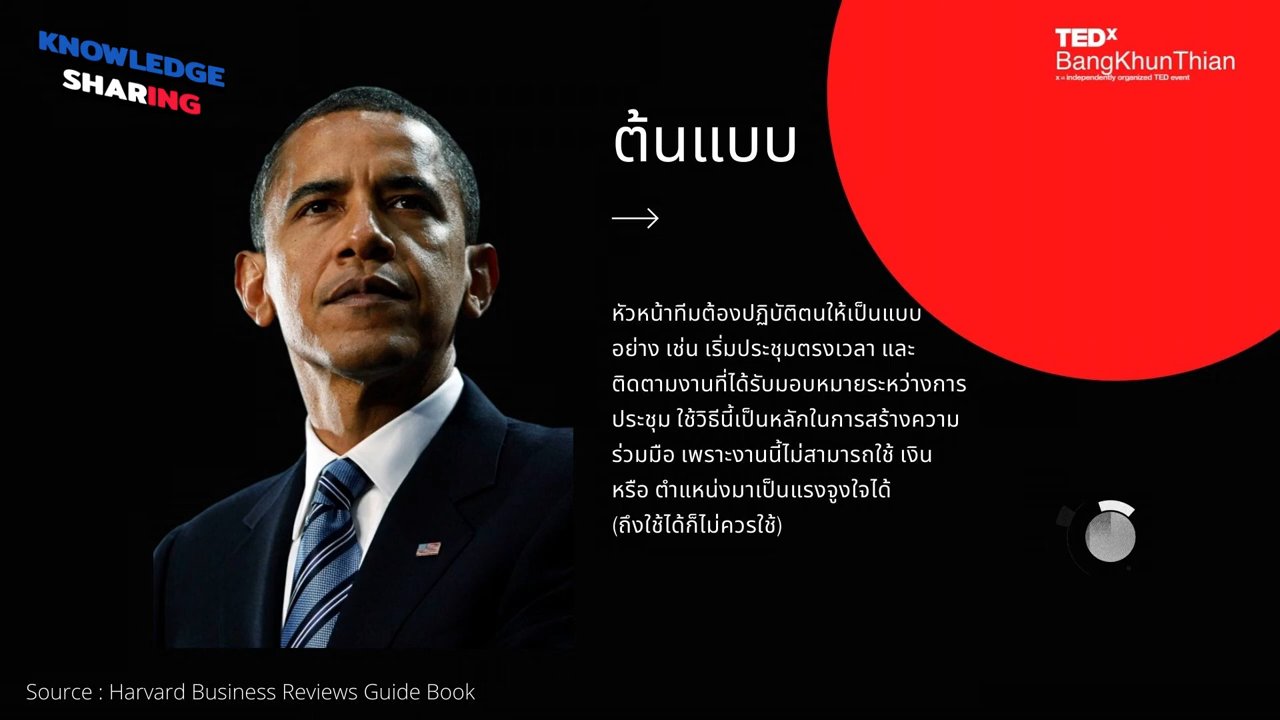 KNOWLEDGE
SHARING
TEDx
BangKhunThian
x = independently organized TED event
ต้นแบบ
หัวหน้าทีมต้องปฏิบัติตนให้เป็นแบบ
อย่าง เช่น เริ่มประชุมตรงเวลา และ
ติดตามงานที่ได้รับมอบหมายระหว่างการ
ประชุม ใช้วิธีนี้เป็นหลักในการสร้างความ
ร่วมมือ เพราะงานนี้ไม่สามารถใช้ เงิน
หรือ ตำแหน่งมาเป็นแรงจูงใจได้
(ถึงใช้ได้ก็ไม่ควรใช้)
Source : Harvard Business Reviews Guide Book